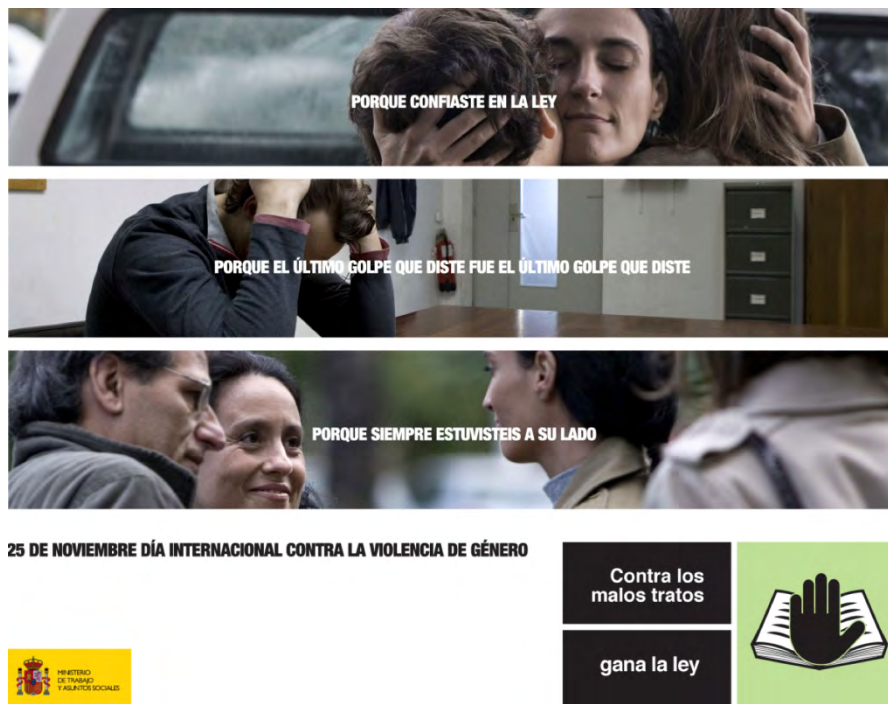 PORQUE CONFIASTE EN LA LEY
PORQUE EL ÚLTIMO GOLPE QUE DISTE FUE EL ÚLTIMO GOLPE QUE DISTE
PORQUE SIEMPRE ESTUVISTEIS A SU LADO
25 DE NOVIEMBRE DÍA INTERNACIONAL CONTRA LA VIOLENCIA DE GÉNERO
Contra los
malos tratos
gana la ley
MINISTERIO
DE TRABAJO
Y ASUNTOS SOCIALES